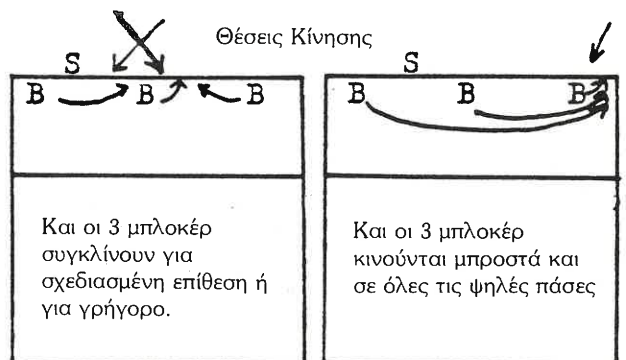 Θέσεις Κίνησης
S
B B B
Και οι 3 μπλοκέρ
συγκλίνουν για
σχεδιασμένη επίθεση ή
για γρήγορο.
S
B B B
Και οι 3 μπλοκέρ
κινούνται μπροστά και
σε όλες τις ψηλές πάσες